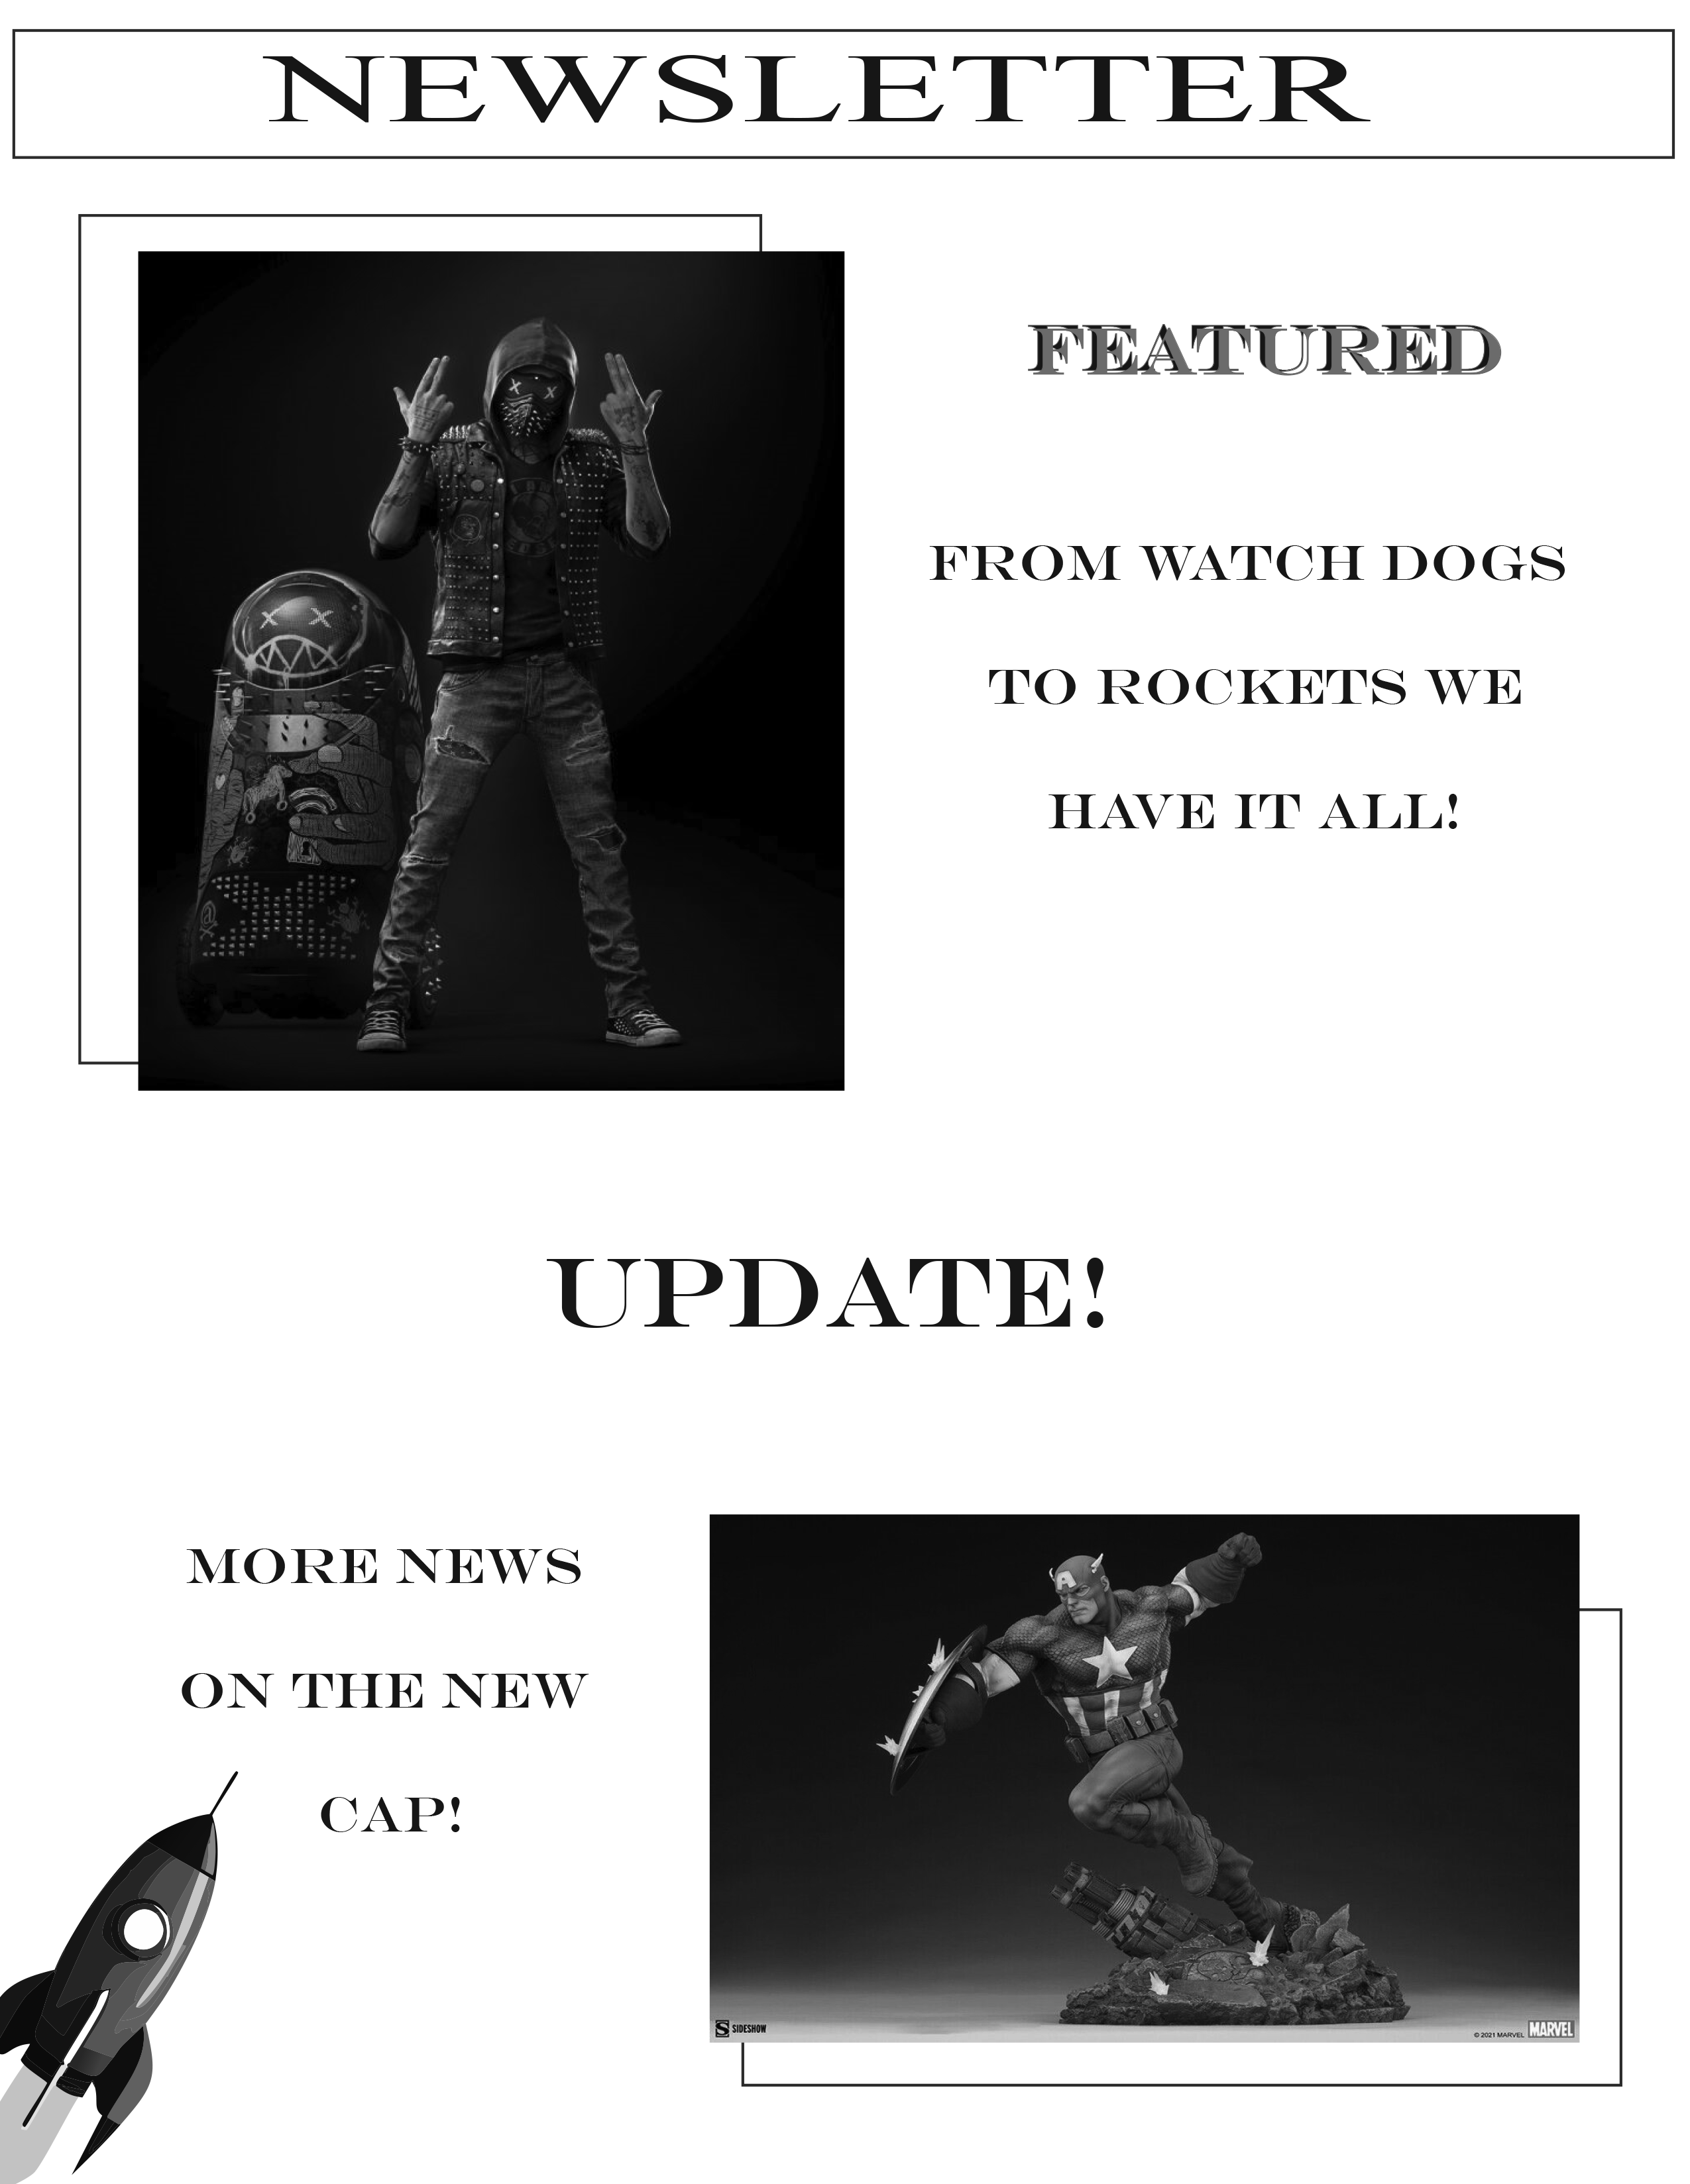 NEWSLETTER
FEATURED
FROM WATCH DOGS
TO ROCKETS WE
HAVE IT ALL!
UPDATE!
MORE NEWS
ON THE NEW
CAP!
A
S SIDESHOW
© 2021 MARVEL MARVEL